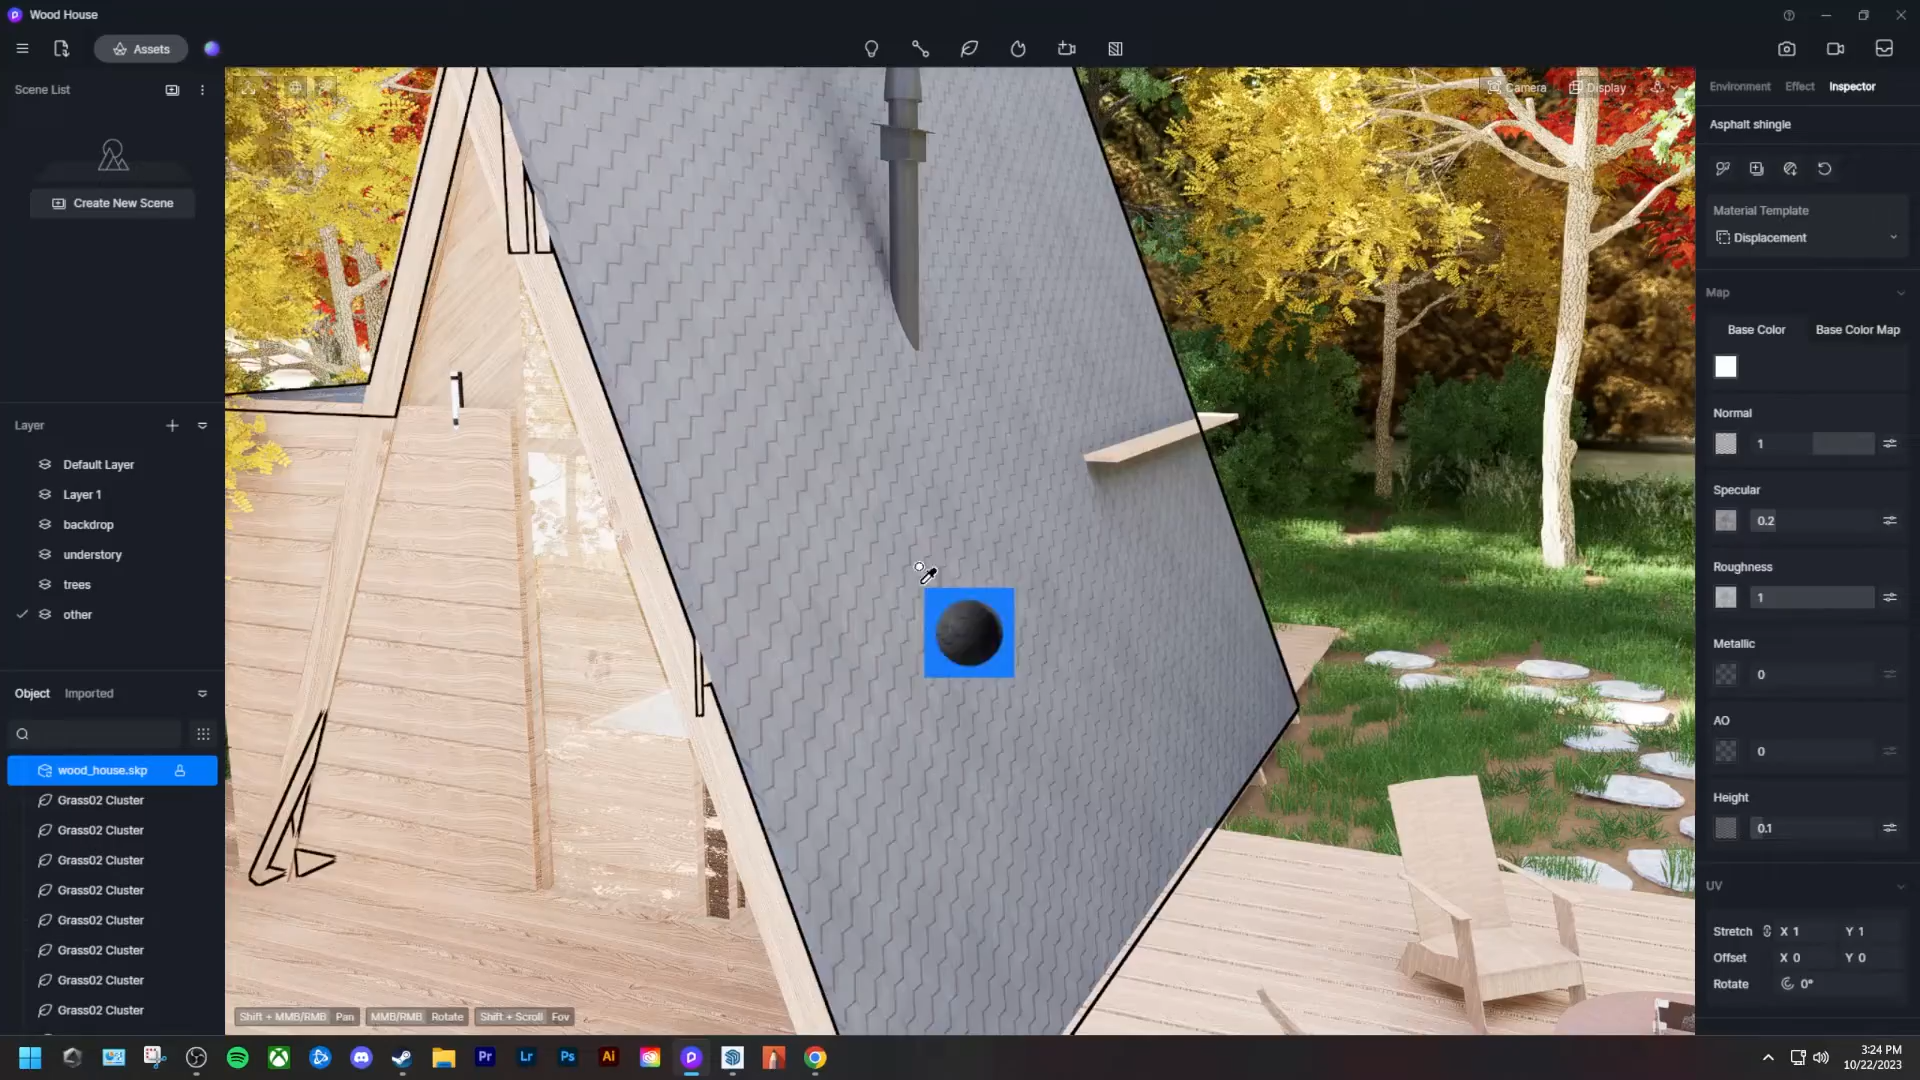 Wood House
Assets
Scene List
Create New Scene
Layer
Default Layer
Layer 1
backdrop
understory
trees
other
Object Imported
wood_house.skp
Grass02 Cluster
Grass02 Cluster
Grass02 Cluster
Grass02 Cluster
Grass02 Cluster
Grass02 Cluster
Grass02 Cluster
Grass02 Cluster
Camera Display
Shift + MMB/RMB Pan MMB/RMB Rotate Shift + Scroll Fov
Environment Effect Inspector
Asphalt shingle
Material Template
Displacement
Map
Base Color Base Color Map
Normal
1
Specular
0.2
Roughness
1
Metallic
0
AO
0
Height
0.1
UV
Stretch X 1 Y 1
Offset X 0 Y 0
Rotate 0°
Pr Lr Ps Ai
3:24 PM
10/22/2023